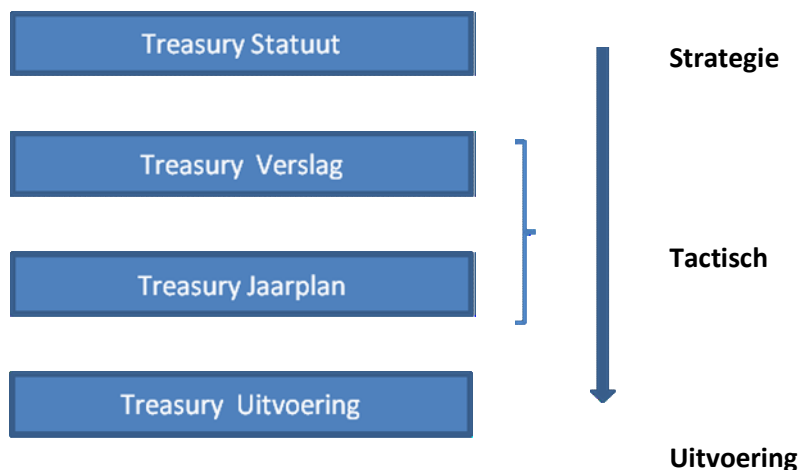 Treasury Statuut
Strategie
Treasury Verslag
Tactisch
Treasury Jaarplan
Treasury Uitvoering
Uitvoering